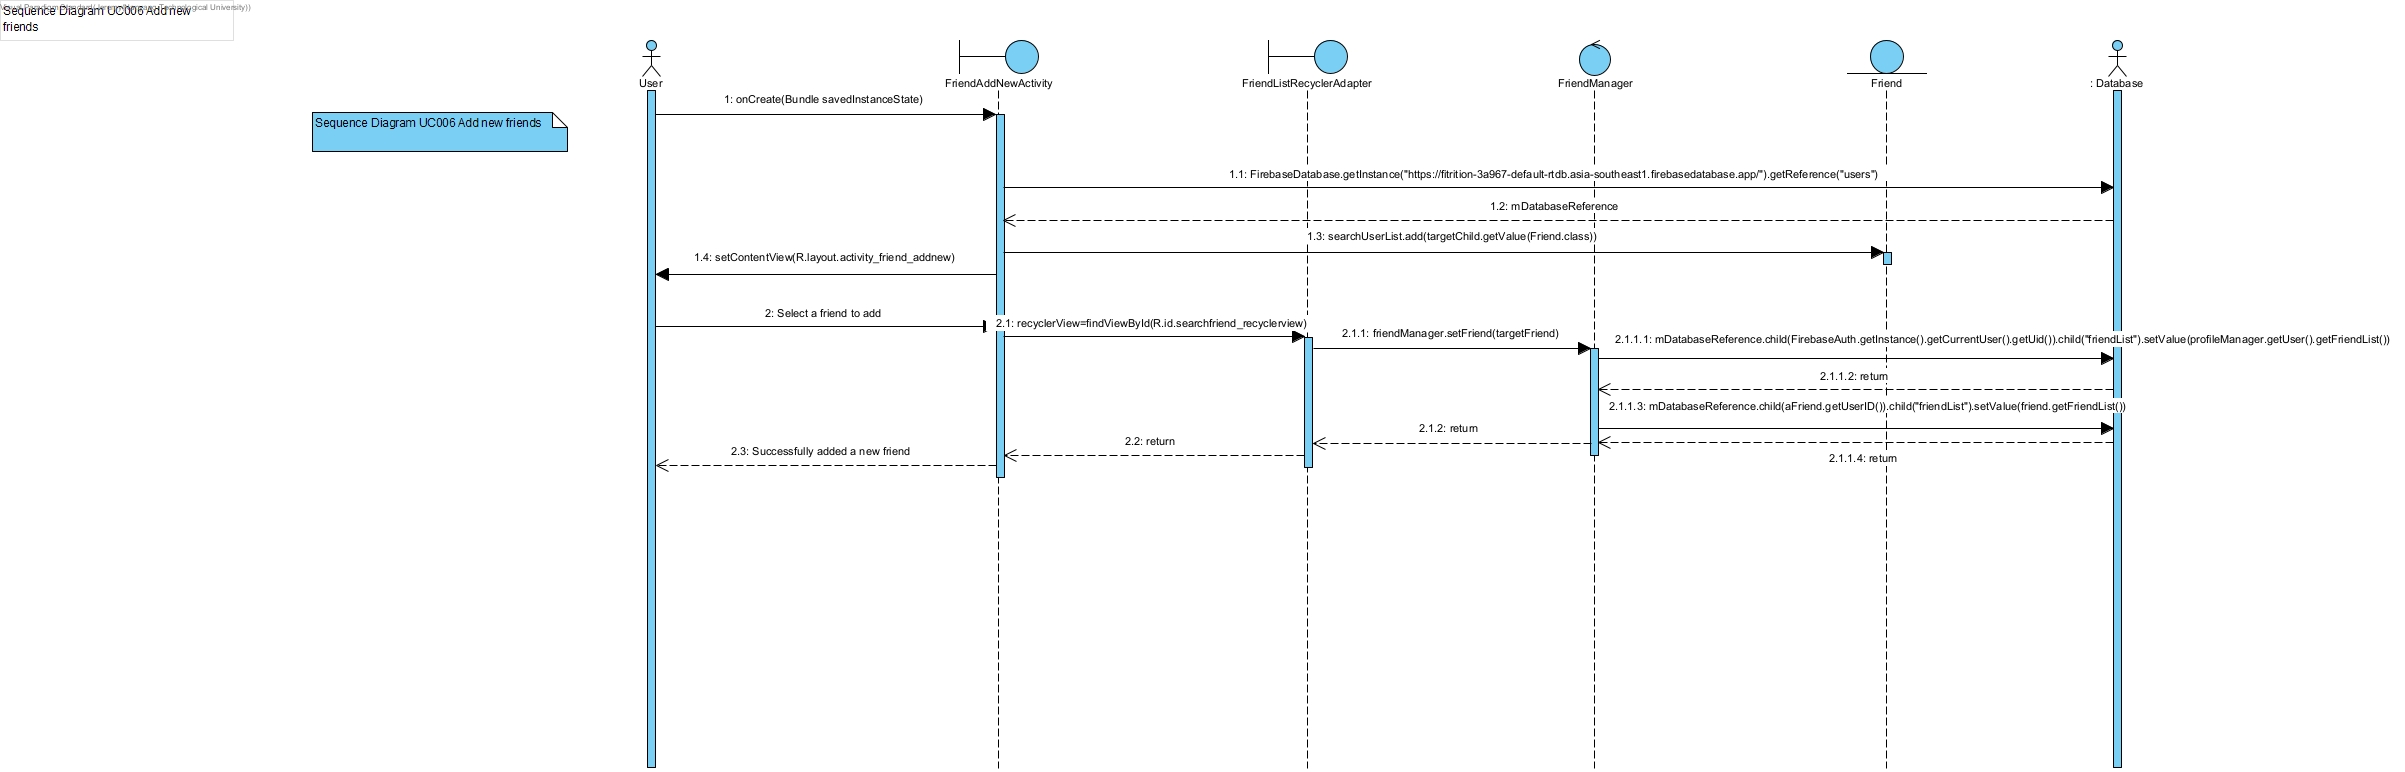 Sequence Diagram UC006 Add new
friends
User
FriendAddNewActivity
FriendListRecyclerAdapter
FriendManager
Friend
: Database
Sequence Diagram UC006 Add new friends
1: onCreate(Bundle savedInstanceState)
1.1: FirebaseDatabase.getInstance("https://fitrition-3a967-default-rtdb.asia-southeast1.firebasedatabase.app/").getReference("users")
1.2: mDatabaseReference
1.3: searchUserList.add(targetChild.getValue(Friend.class))
1.4: setContentView(R.layout.activity_friend_addnew)
2: Select a friend to add
2.1: recyclerView=findViewById(R.id.searchfriend_recyclerview)
2.1.1: friendManager.setFriend(targetFriend)
2.1.1.1: mDatabaseReference.child(FirebaseAuth.getInstance().getCurrentUser().getUid()).child("friendList").setValue(profileManager.getUser().getFriendList())
2.1.1.2: return
2.1.1.3: mDatabaseReference.child(aFriend.getUserID()).child("friendList").setValue(friend.getFriendList())
2.1.2: return
2.2: return
2.3: Successfully added a new friend
2.1.1.4: return